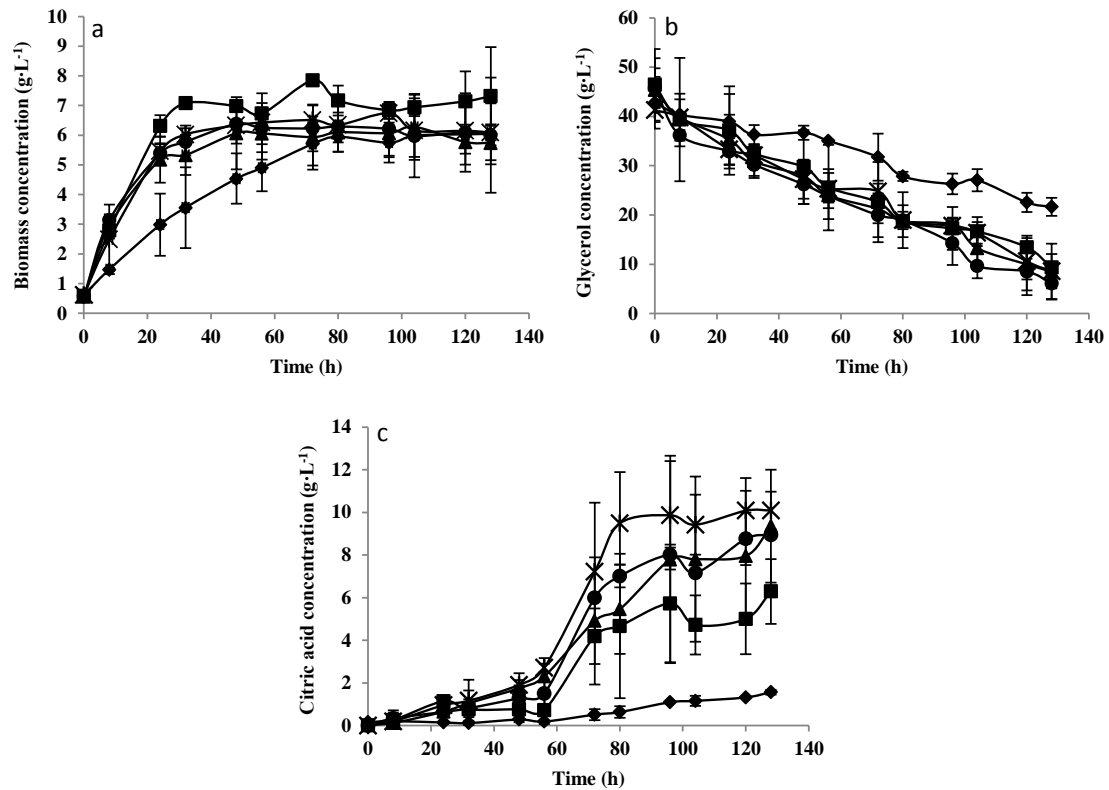 a
Biomass concentration (g·L-1)
10
9
8
7
6
5
4
3
2
1
0
0 20 40 60 80 100 120 140
Time (h)
b
Glycerol concentration (g·L-1)
60
50
40
30
20
10
0
0 20 40 60 80 100 120 140
Time (h)
c
Citric acid concentration (g·L-1)
14
12
10
8
6
4
2
0
0 20 40 60 80 100 120 140
Time (h)